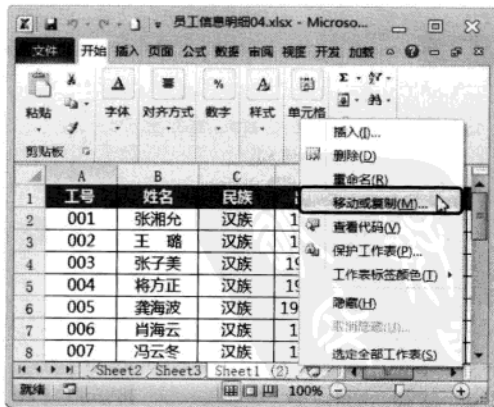 员工信息明细04.xlsx - Microso...
文件 开始 插入 页面 公式 数据 审阅 视图 开发 加载
粘贴 字体 对齐方式 数字 样式 单元格
剪贴板
插入(I)...
删除(D)
重命名(R)
移动或复制(M)...
查看代码(V)
保护工作表(P)...
工作表标签颜色(T)
隐藏(H)
取消隐藏(U)...
选定全部工作表(S)
A B C
1 工号 姓名 民族
2 001 张湘允 汉族 1
3 002 王 璐 汉族 1
4 003 张子美 汉族 19
5 004 将方正 汉族 19
6 005 龚海波 汉族 19
7 006 肖海云 汉族 1
8 007 冯云冬 汉族 1
Sheet2 Sheet3 Sheet1 (2)
就绪 100%